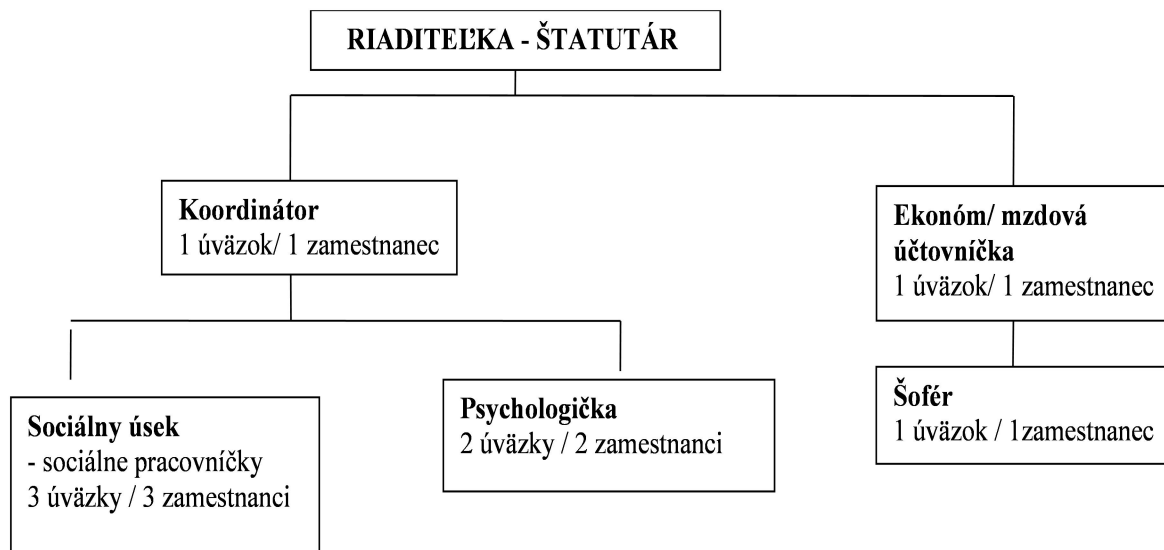 RIADITEĽKA - ŠTATUTÁR
Koordinátor
1 úväzok/ 1 zamestnanec
Ekonóm/ mzdová
účtovníčka
1 úväzok/ 1 zamestnanec
Sociálny úsek
- sociálne pracovníčky
3 úväzky / 3 zamestnanci
Psychologička
2 úväzky / 2 zamestnanci
Šofér
1 úväzok / 1zamestnanec